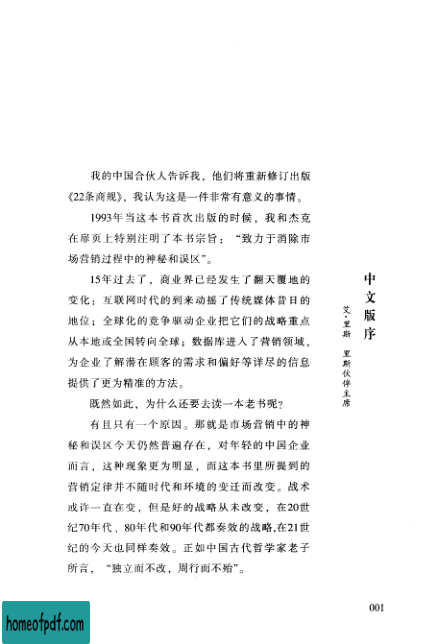 中文版序
艾·里斯 里斯伙伴主席
我的中国合伙人告诉我，他们将重新修订出版
《22条商规》，我认为这是一件非常有意义的事情。
1993年当这本书首次出版的时候，我和杰克
在扉页上特别注明了本书宗旨：“致力于消除市
场营销过程中的神秘和误区”。
15年过去了，商业界已经发生了翻天覆地的
变化；互联网时代的到来动摇了传统媒体昔日的
地位；全球化的竞争驱动企业把它们的战略重点
从本地或全国转向全球；数据库进入了营销领域，
为企业了解潜在顾客的需求和偏好等详尽的信息
提供了更为精准的方法。
既然如此，为什么还要去读一本老书呢？
有且只有一个原因。那就是市场营销中的神
秘和误区今天仍然普遍存在，对年轻的中国企业
而言，这种现象更为明显，而这本书里所提到的
营销定律并不随时代和环境的变迁而改变。战术
或许一直在变，但是好的战略从未改变，在20世
纪70年代、80年代和90年代都奏效的战略，在21世
纪的今天也同样奏效。正如中国古代哲学家老子
所言，“独立而不改，周行而不殆”。
001
homeofpdf.com